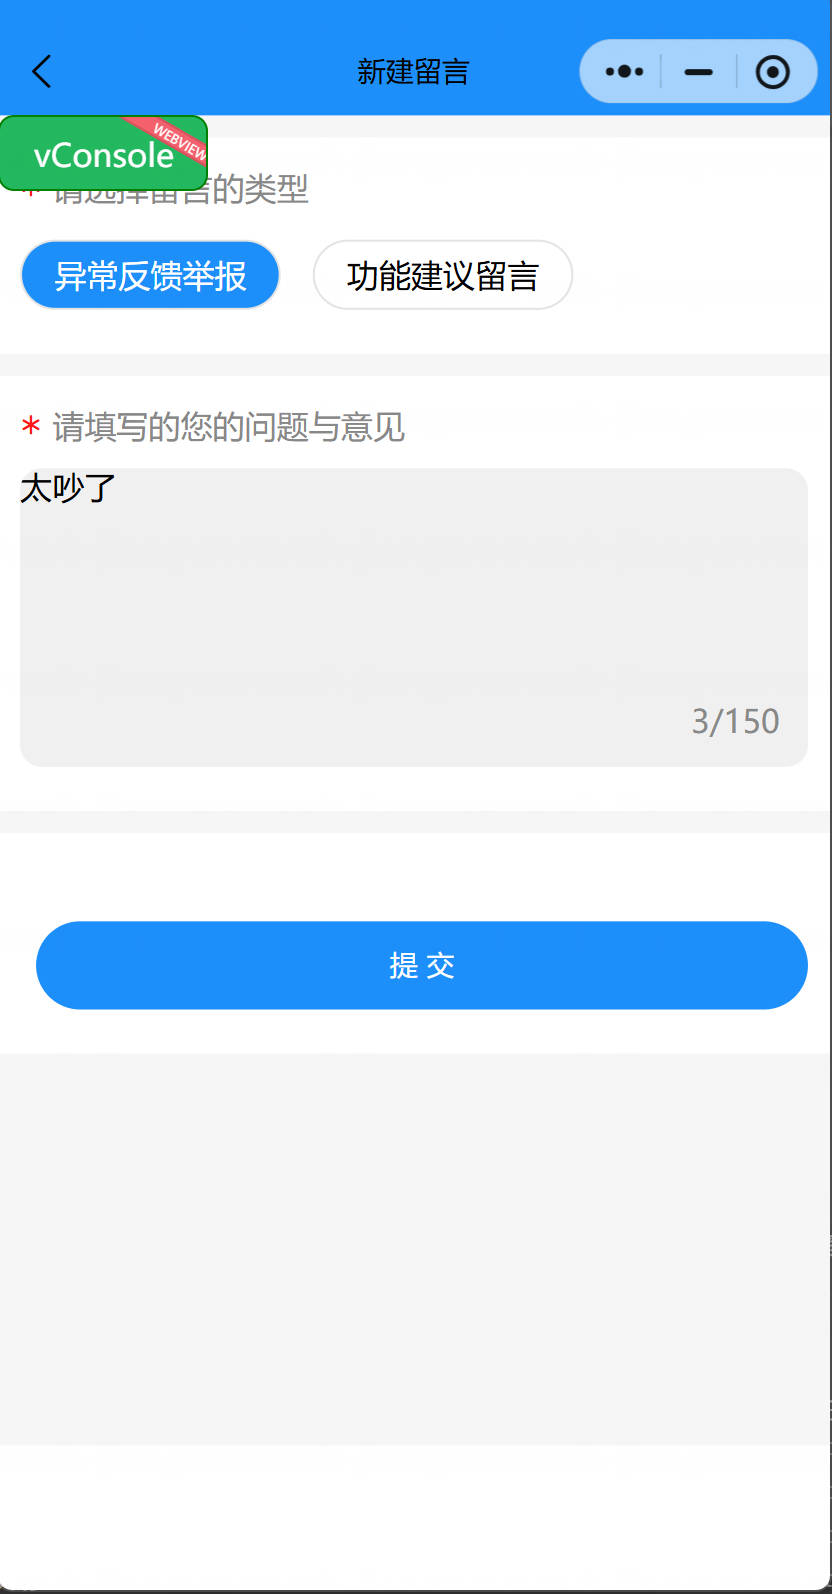 新建留言
vConsole
WEBVIEW
* 请选择留言的类型
异常反馈举报
功能建议留言
* 请填写的您的问题与意见
太吵了
3/150
提 交